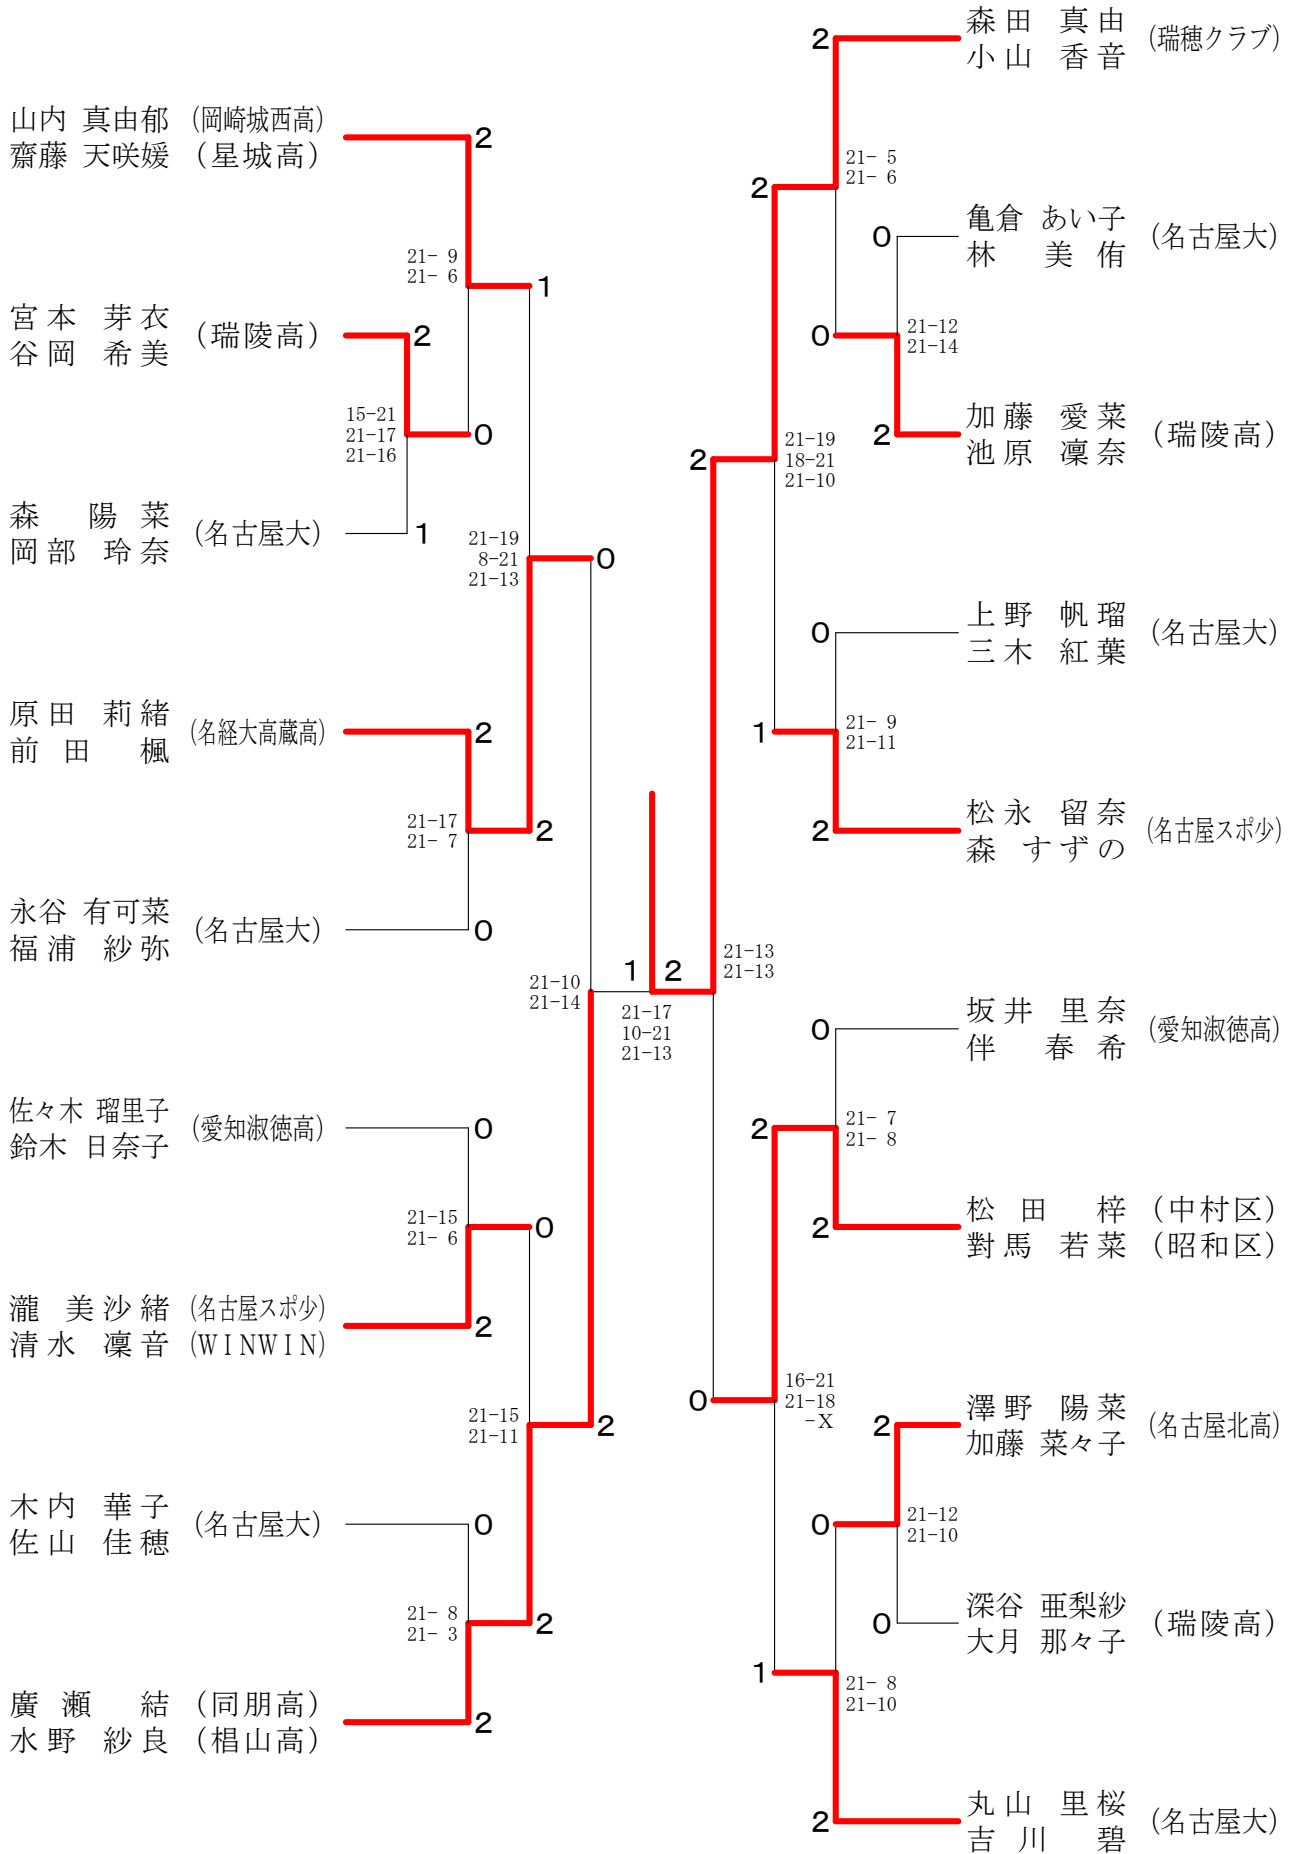 山内 真由郁 (岡崎城西高)
齋藤 天咲媛 (星城高)
2
21- 9
21- 6
1
宮本 芽衣
谷岡 希美
(瑞陵高)
2
15-21
21-17
21-16
0
森 陽菜
岡部 玲奈
(名古屋大)
1
21-19
8-21
21-13
0
原田 莉緒
前田 楓
(名経大高蔵高)
2
21-17
21- 7
2
永谷 有可菜
福浦 紗弥
(名古屋大)
0
21-10
21-14
1 2
21-17
10-21
21-13
佐々木 瑠里子
鈴木 日奈子
(愛知淑徳高)
0
21-15
21- 6
0
瀧 美沙緒 (名古屋スポ少)
清水 凜音 (WINWIN)
2
21-15
21-11
2
木内 華子
佐山 佳穂
(名古屋大)
0
21- 8
21- 3
2
廣瀬 結 (同朋高)
水野 紗良 (椙山高)
2
森田 真由
小山 香音
(瑞穂クラブ)
2
21- 5
21- 6
2
亀倉 あい子
林 美侑
(名古屋大)
0
21-12
21-14
0
加藤 愛菜
池原 凜奈
(瑞陵高)
2
21-19
18-21
21-10
2
上野 帆瑠
三木 紅葉
(名古屋大)
0
21- 9
21-11
1
松永 留奈
森 すずの
(名古屋スポ少)
2
21-13
21-13
坂井 里奈
伴 春希
(愛知淑徳高)
0
21- 7
21- 8
2
松田 梓 (中村区)
對馬 若菜 (昭和区)
2
16-21
21-18
-X
0
澤野 陽菜
加藤 菜々子
(名古屋北高)
2
21-12
21-10
0
深谷 亜梨紗
大月 那々子
(瑞陵高)
0
21- 8
21-10
1
丸山 里桜
吉川 碧
(名古屋大)
2